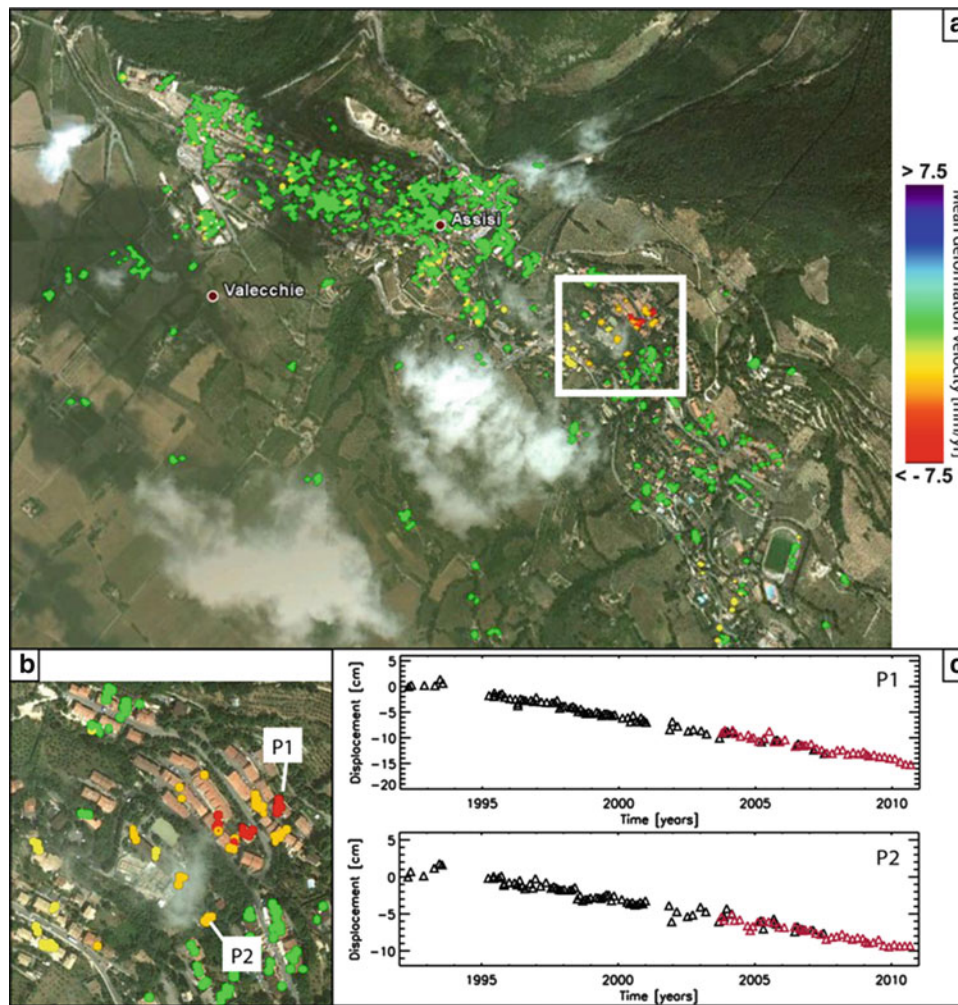 a
> 7.5
Mean deformation velocity [mm/yr]
< - 7.5
Assisi
Valecchie
b
P1
P2
c
5
0
-5
-10
-15
-20
Displacement [cm]
P1
1995
2000
2005
2010
Time [years]
5
0
-5
-10
Displacement [cm]
P2
1995
2000
2005
2010
Time [years]